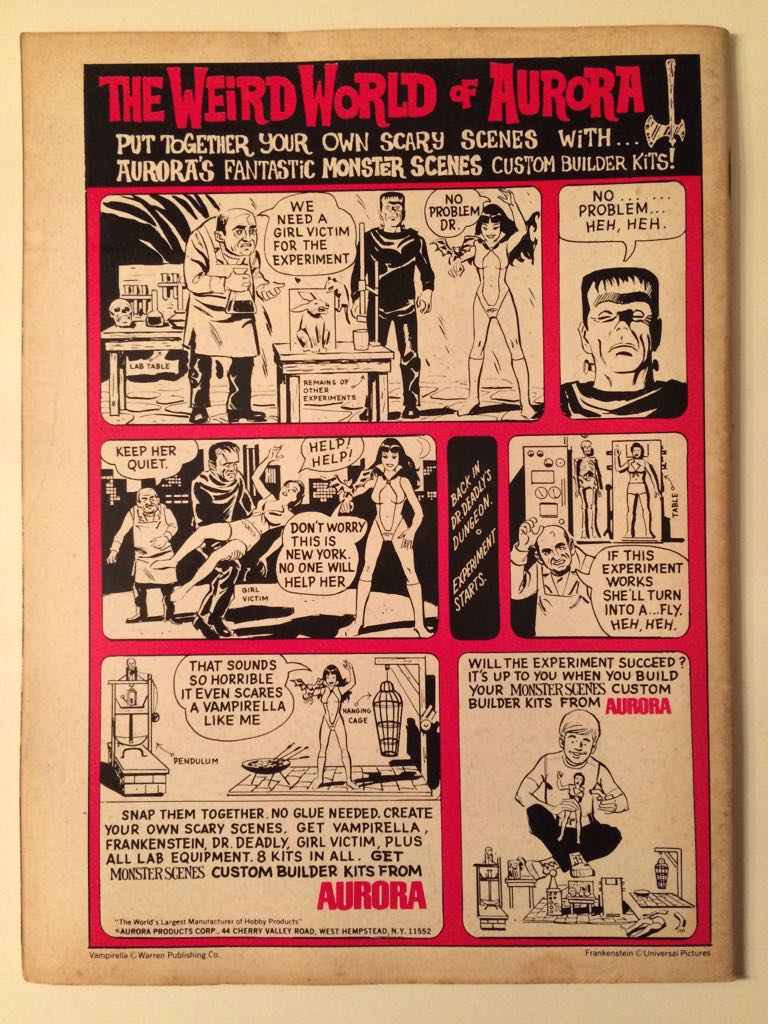 THE WEIRD WORLD OF AURORA
PUT TOGETHER YOUR OWN SCARY SCENES WITH...
AURORA'S FANTASTIC MONSTER SCENES CUSTOM BUILDER KITS!
WE
NEED A
GIRL VICTIM
FOR THE
EXPERIMENT
NO
PROBLEM
DR.
LAB TABLE
REMAINS OF
OTHER
EXPERIMENTS
NO ......
PROBLEM...
HEH, HEH.
KEEP HER
QUIET.
HELP!
HELP!
DON'T WORRY
THIS IS
NEW YORK.
NO ONE WILL
HELP HER
GIRL
VICTIM
BACK IN
DR. DEADLY'S
DUNGEON.
EXPERIMENT
STARTS.
TABLE
IF THIS
EXPERIMENT
WORKS
SHE'LL TURN
INTO A...FLY.
HEH, HEH.
THAT SOUNDS
SO HORRIBLE
IT EVEN SCARES
A VAMPIRELLA
LIKE ME
HANGING
CAGE
PENDULUM
SNAP THEM TOGETHER. NO GLUE NEEDED. CREATE
YOUR OWN SCARY SCENES. GET VAMPIRELLA,
FRANKENSTEIN, DR. DEADLY, GIRL VICTIM, PLUS
ALL LAB EQUIPMENT. 8 KITS IN ALL. GET
MONSTER SCENES CUSTOM BUILDER KITS FROM
AURORA
"The World's Largest Manufacturer of Hobby Products"
©AURORA PRODUCTS CORP., 44 CHERRY VALLEY ROAD, WEST HEMPSTEAD, N.Y. 11552
WILL THE EXPERIMENT SUCCEED?
IT'S UP TO YOU WHEN YOU BUILD
YOUR MONSTER SCENES CUSTOM
BUILDER KITS FROM AURORA
Vampirella © Warren Publishing Co.
Frankenstein © Universal Pictures